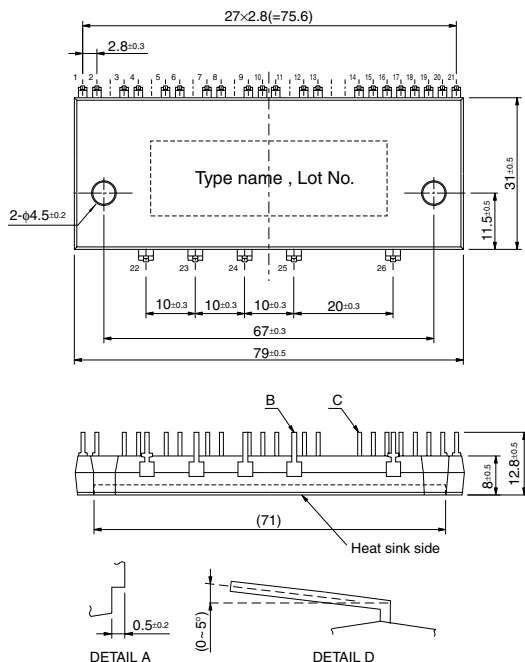 27×2.8(=75.6)
2.8±0.3
1 2 3 4 5 6 7 8 9 10 11 12 13 14 15 16 17 18 19 20 21
Type name , Lot No.
2-ϕ4.5±0.2
31±0.5
11.5±0.5
22 23 24 25 26
10±0.3 10±0.3 10±0.3 20±0.3
67±0.3
79±0.5
B C
8±0.5
12.8±0.5
(71)
Heat sink side
0.5±0.2
(0~5°)
DETAIL A DETAIL D